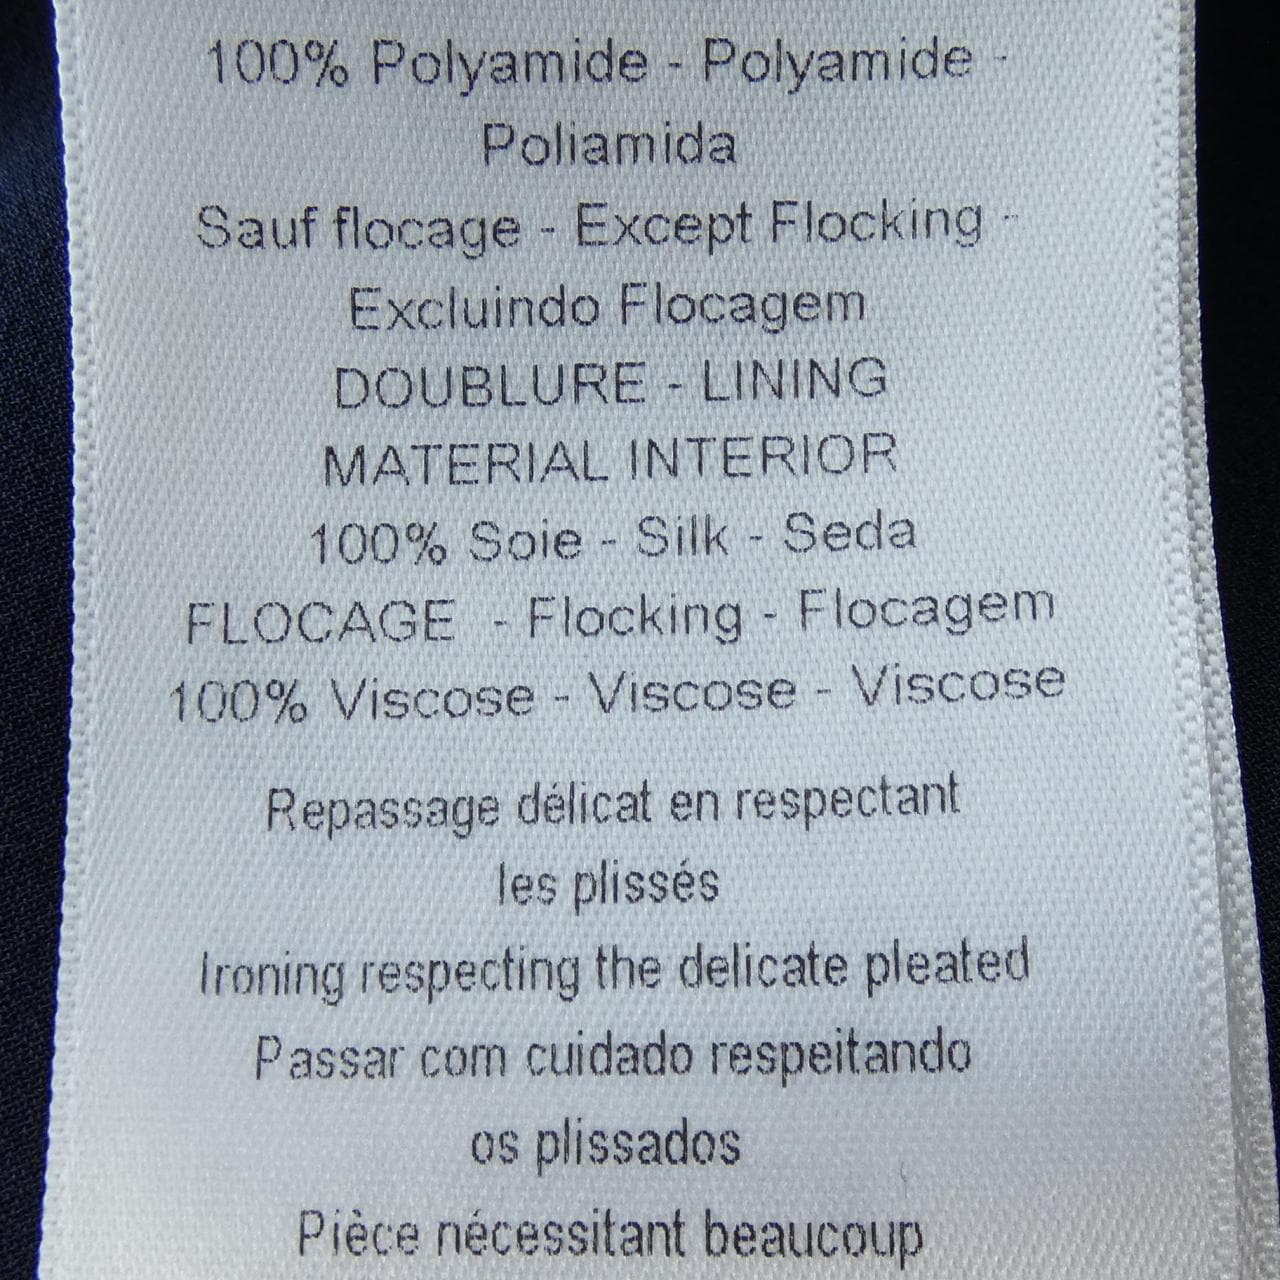 100% Polyamide - Polyamide -
Poliamida
Sauf flocage - Except Flocking -
Excluindo Flocagem
DOUBLURE - LINING
MATERIAL INTERIOR
100% Soie - Silk - Seda
FLOCAGE - Flocking - Flocagem
100% Viscose - Viscose - Viscose
Repassage délicat en respectant
les plissés
Ironing respecting the delicate pleated
Passar com cuidado respeitando
os plissados
Pièce nécessitant beaucoup